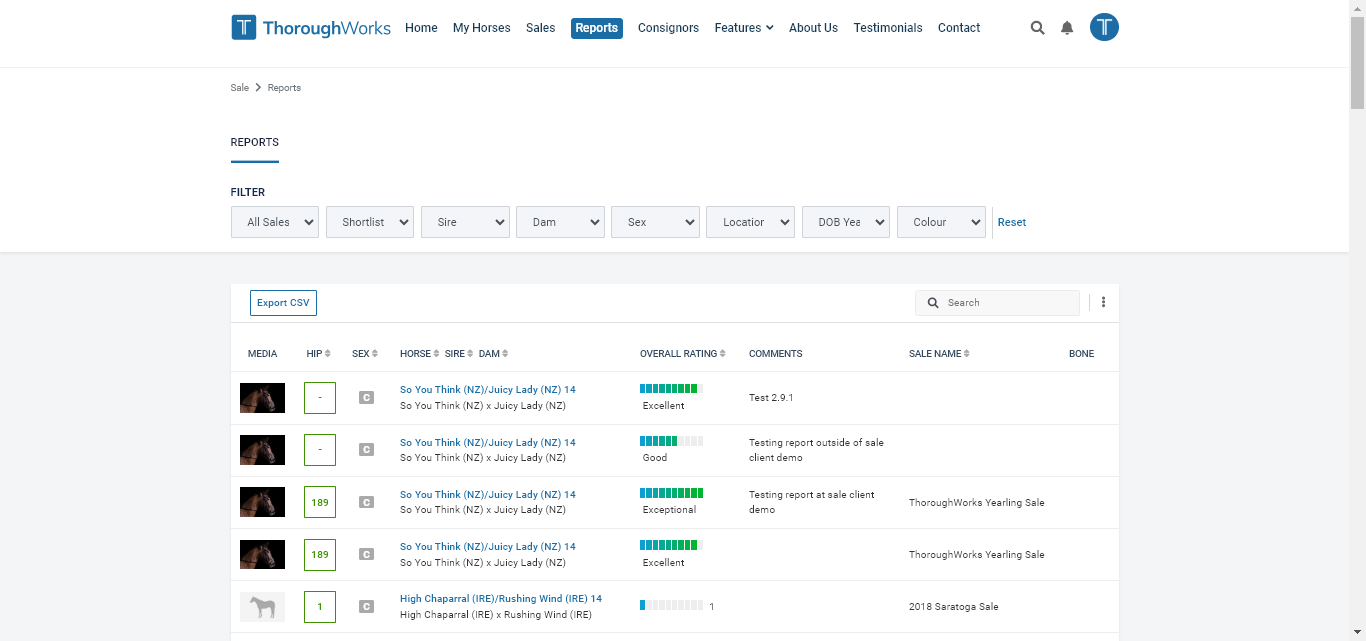 ThoroughWorks Home My Horses Sales Reports Consignors Features About Us Testimonials Contact
Sale Reports
REPORTS
FILTER
All Sales Shortlist Sire Dam Sex Location DOB Yea Colour Reset
Export CSV Search
MEDIA HIP SEX HORSE SIRE DAM OVERALL RATING COMMENTS SALE NAME BONE
- C So You Think (NZ)/Juicy Lady (NZ) 14
So You Think (NZ) x Juicy Lady (NZ) Excellent Test 2.9.1
- C So You Think (NZ)/Juicy Lady (NZ) 14 Testing report outside of sale
So You Think (NZ) x Juicy Lady (NZ) Good client demo
189 C So You Think (NZ)/Juicy Lady (NZ) 14 Testing report at sale client ThoroughWorks Yearling Sale
So You Think (NZ) x Juicy Lady (NZ) Exceptional demo
189 C So You Think (NZ)/Juicy Lady (NZ) 14 ThoroughWorks Yearling Sale
So You Think (NZ) x Juicy Lady (NZ) Excellent
1 C High Chaparral (IRE)/Rushing Wind (IRE) 14 1 2018 Saratoga Sale
High Chaparral (IRE) x Rushing Wind (IRE)